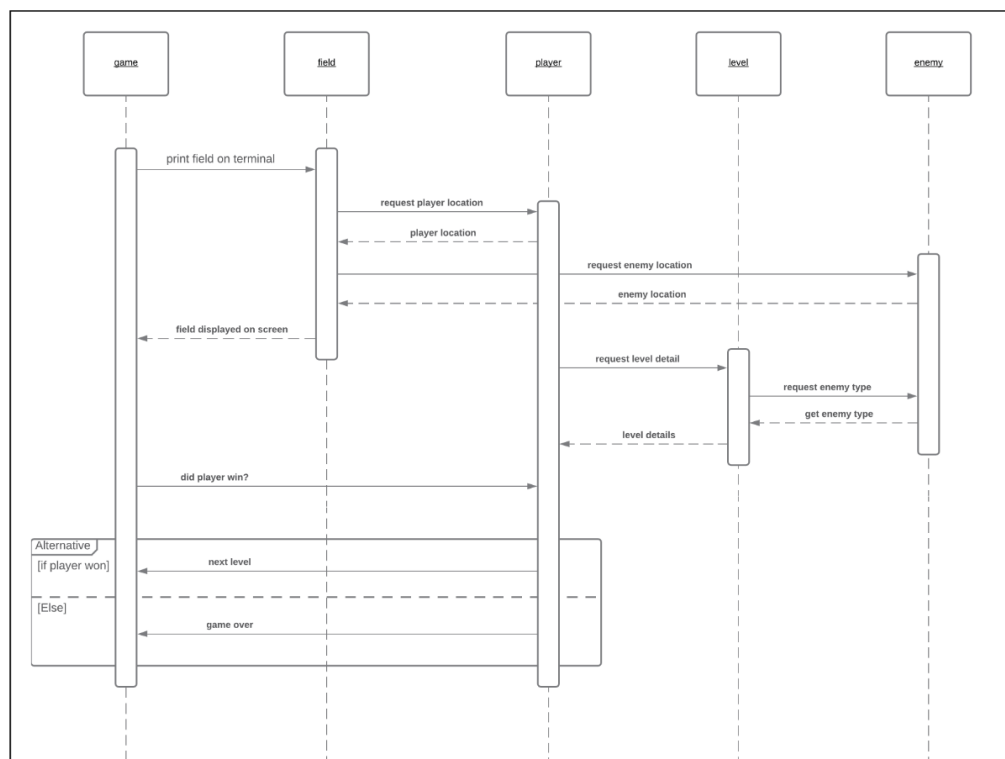 game
field
player
level
enemy
print field on terminal
request player location
player location
request enemy location
enemy location
field displayed on screen
request level detail
request enemy type
get enemy type
level details
did player win?
Alternative
[if player won]
next level
[Else]
game over